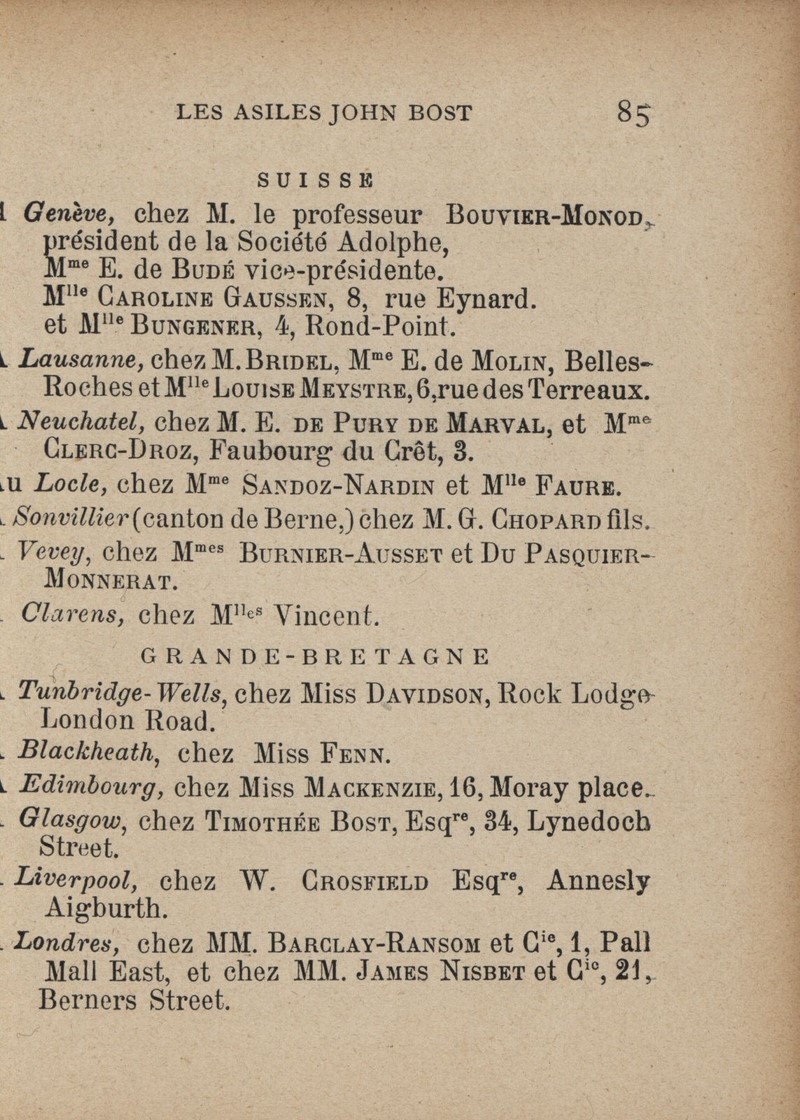 LES ASILES JOHN BOST 85
SUISSE
Genève, chez M. le professeur BOUVIER-MONOD,
président de la Société Adolphe,
Mme E. de BUDÉ vice-présidente.
Mlle CAROLINE GAUSSEN, 8, rue Eynard.
et Mlle BUNGENER, 4, Rond-Point.
Lausanne, chez M. BRIDEL, Mme E. de MOLIN, Belles-
Roches et Mlle LOUISE MEYSTRE, 6, rue des Terreaux.
Neuchatel, chez M. E. DE PURY DE MARVAL, et Mme
CLERC-DROZ, Faubourg du Crêt, 3.
u Locle, chez Mme SANDOZ-NARDIN et Mlle FAURE.
Sonvillier (canton de Berne,) chez M. G. CHOPARD fils.
Vevey, chez Mmes BURNIER-AUSSET et DU PASQUIER-
MONNERAT.
Clarens, chez Mlles Vincent.
GRANDE-BRETAGNE
Tunbridge-Wells, chez Miss DAVIDSON, Rock Lodge
London Road.
Blackheath, chez Miss FENN.
Edimbourg, chez Miss MACKENZIE, 16, Moray place.
Glasgow, chez TIMOTHÉE BOST, Esqre, 34, Lynedoch
Street.
Liverpool, chez W. CROSFIELD Esqre, Annesly
Aigburth.
Londres, chez MM. BARCLAY-RANSOM et Cie, 1, Pall
Mall East, et chez MM. JAMES NISBET et Cie, 21,
Berners Street.